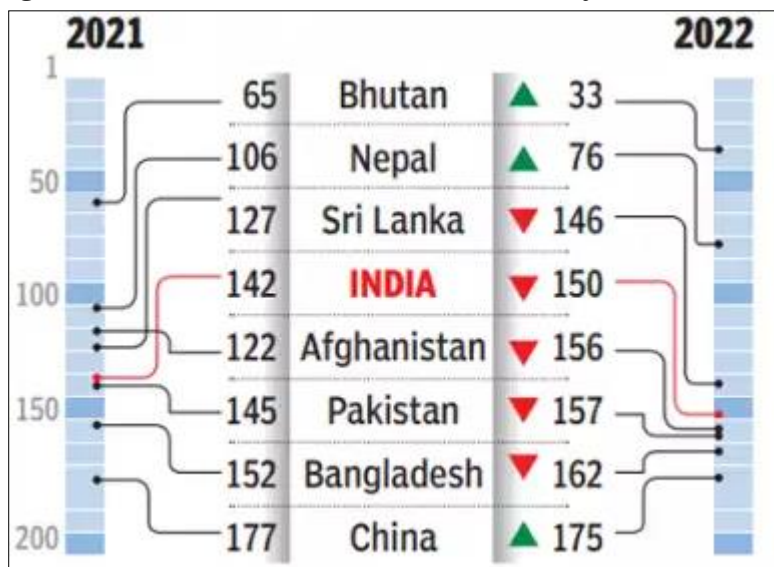 2021 2022
1
65 Bhutan 33
106 Nepal 76
50
127 Sri Lanka 146
142 INDIA 150
100
122 Afghanistan 156
145 Pakistan 157
150
152 Bangladesh 162
200
177 China 175